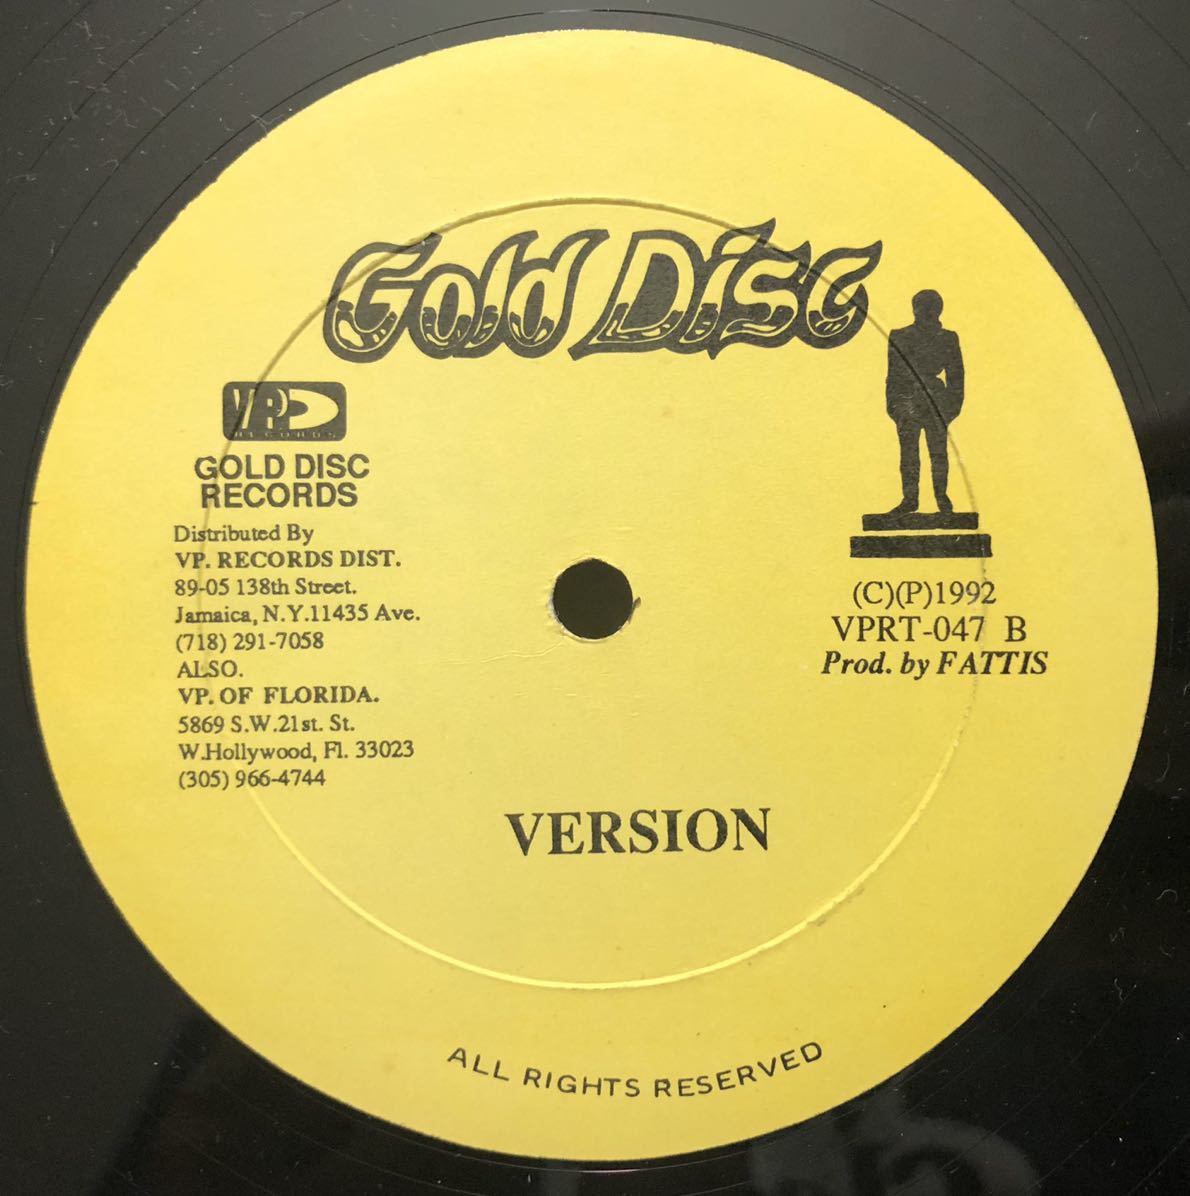 Gold Disc
VP
RECORDS
GOLD DISC
RECORDS
Distributed By
VP. RECORDS DIST.
89-05 138th Street.
Jamaica, N.Y.11435 Ave.
(718) 291-7058
ALSO.
VP. OF FLORIDA.
5869 S.W.21st. St.
W.Hollywood, Fl. 33023
(305) 966-4744
(C)(P)1992
VPRT-047 B
Prod. by FATTIS
VERSION
ALL RIGHTS RESERVED